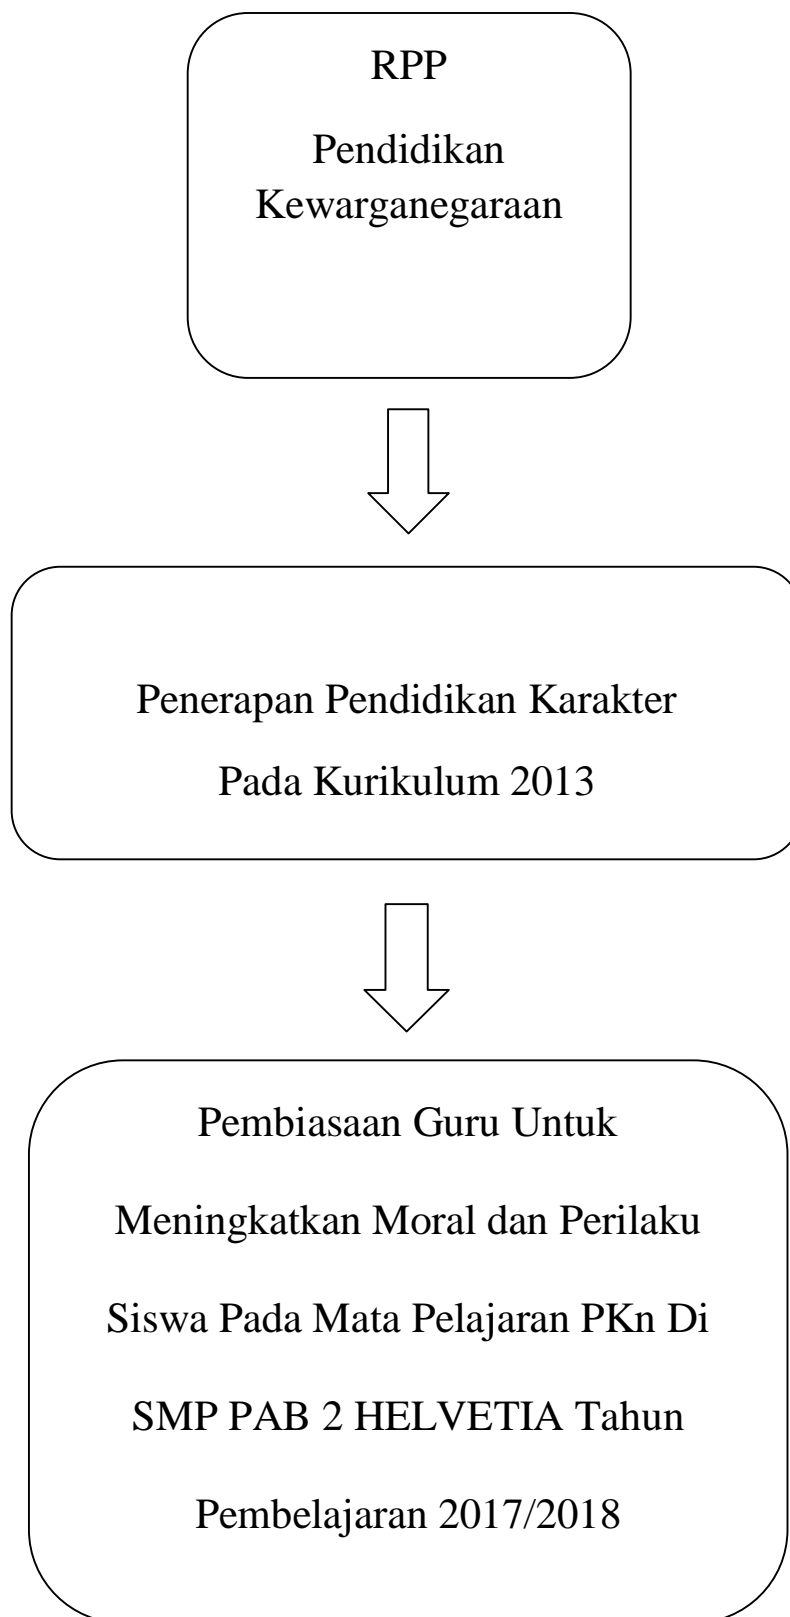 RPP
Pendidikan
Kewarganegaraan
Penerapan Pendidikan Karakter
Pada Kurikulum 2013
Pembiasaan Guru Untuk
Meningkatkan Moral dan Perilaku
Siswa Pada Mata Pelajaran PKn Di
SMP PAB 2 HELVETIA Tahun
Pembelajaran 2017/2018